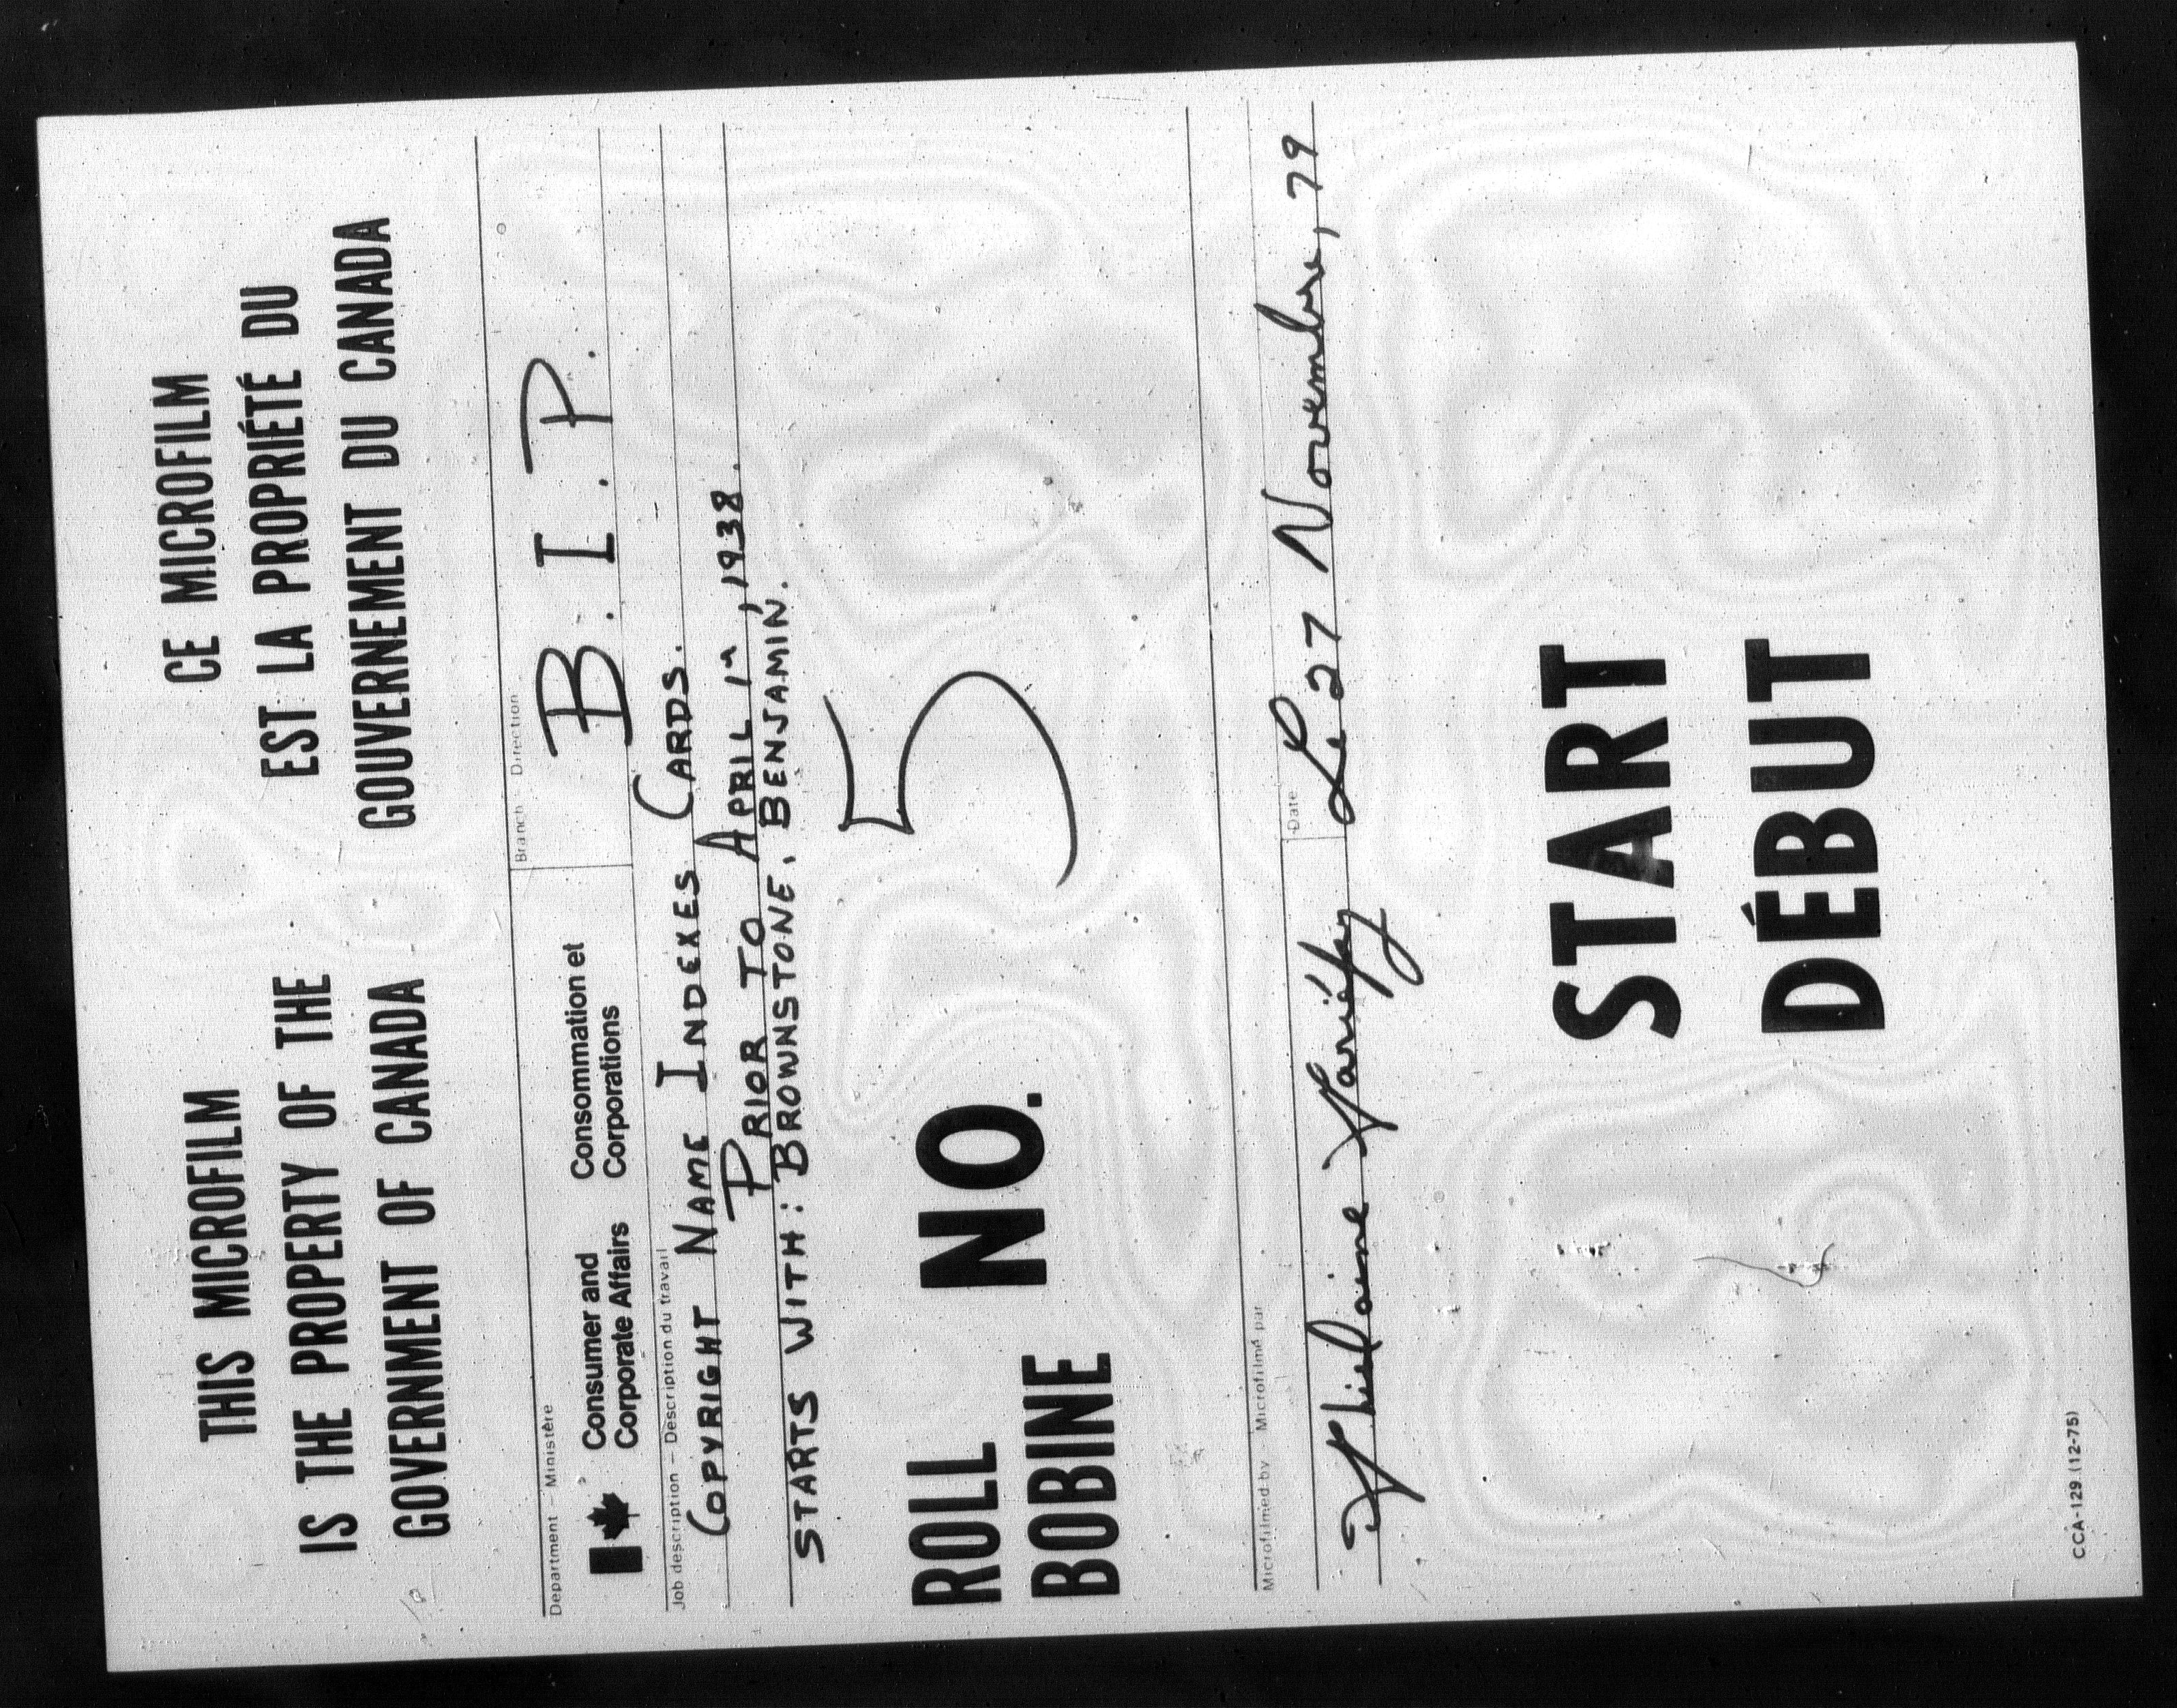 THIS MICROFILM
IS THE PROPERTY OF THE
GOVERNMENT OF CANADA
CE MICROFILM
EST LA PROPRIÉTÉ DU
GOUVERNEMENT DU CANADA
Department – Ministère
Consumer and
Corporate Affairs
Consommation et
Corporations
Branch – Direction
B. I. P.
Job description – Description du travail
COPYRIGHT NAME INDEXES CARDS.
PRIOR TO APRIL 1st, 1938.
STARTS WITH: BROWNSTONE, BENJAMIN.
ROLL NO. 5
BOBINE
Microfilmed by – Microfilmé par
Ghislaine
Date
Le 27 Novembre, 79
START
DÉBUT
CCA-129 (12-75)